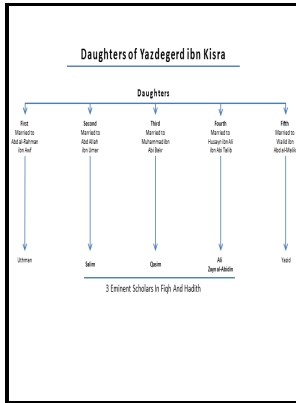 Daughters of Yazdegerd ibn Kisra
Daughters
First
Married to
Abd al-Rahman
ibn Awf
Second
Married to
Abd Allah
ibn Umar
Third
Married to
Muhammad ibn
Abi Bakr
Fourth
Married to
Husayn ibn Ali
ibn Abi Talib
Fifth
Married to
Walid ibn
Abd al-Malik
Uthman
Salim
Qasim
Ali
Zayn al-Abidin
Yazid
3 Eminent Scholars In Fiqh And Hadith